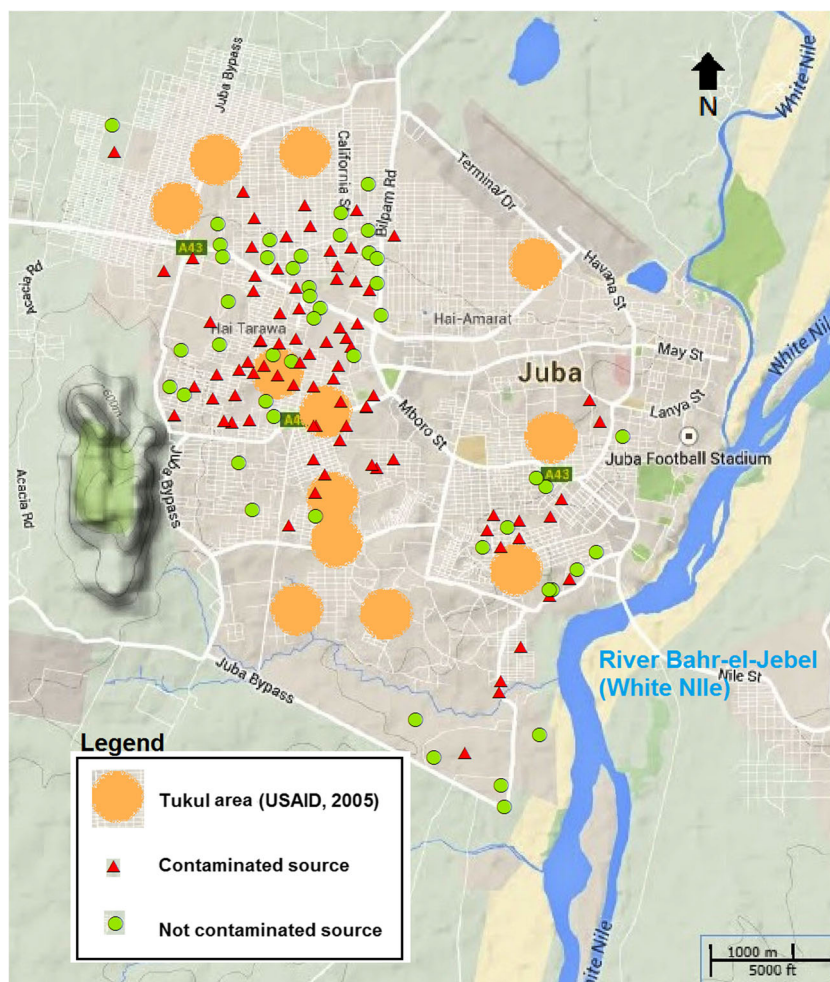 White Nile
N
Juba Bypass
California St
Bilpam Rd
Terminal Dr
A43
Acacia Rd
Havana St
Hai Tarawa
Hai-Amarat
May St
White Nile
Juba
600m
Lanya St
Mboro St
Juba Football Stadium
A43
Acacia Rd
Juba Bypass
River Bahr-el-Jebel
(White NIle)
Nile St
Juba Bypass
Legend
Tukul area (USAID, 2005)
Contaminated source
Not contaminated source
White Nile
1000 m
5000 ft